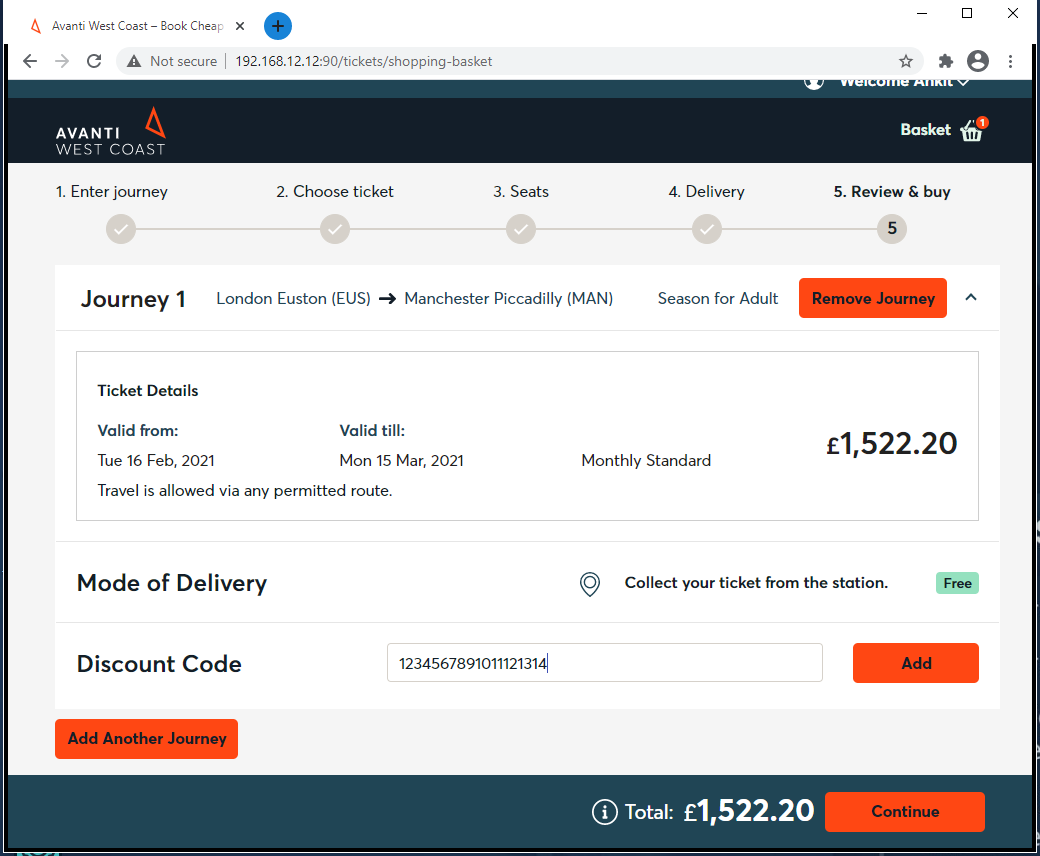 Avanti West Coast – Book Cheap
Not secure 192.168.12.12:90/tickets/shopping-basket
Welcome Ankit
AVANTI
WEST COAST
Basket 1
1. Enter journey 2. Choose ticket 3. Seats 4. Delivery 5. Review & buy
5
Journey 1 London Euston (EUS) ➔ Manchester Piccadilly (MAN) Season for Adult Remove Journey
Ticket Details
Valid from: Valid till:
£1,522.20
Tue 16 Feb, 2021 Mon 15 Mar, 2021 Monthly Standard
Travel is allowed via any permitted route.
Mode of Delivery Collect your ticket from the station. Free
Discount Code 1234567891011121314 Add
Add Another Journey
Total: £1,522.20 Continue